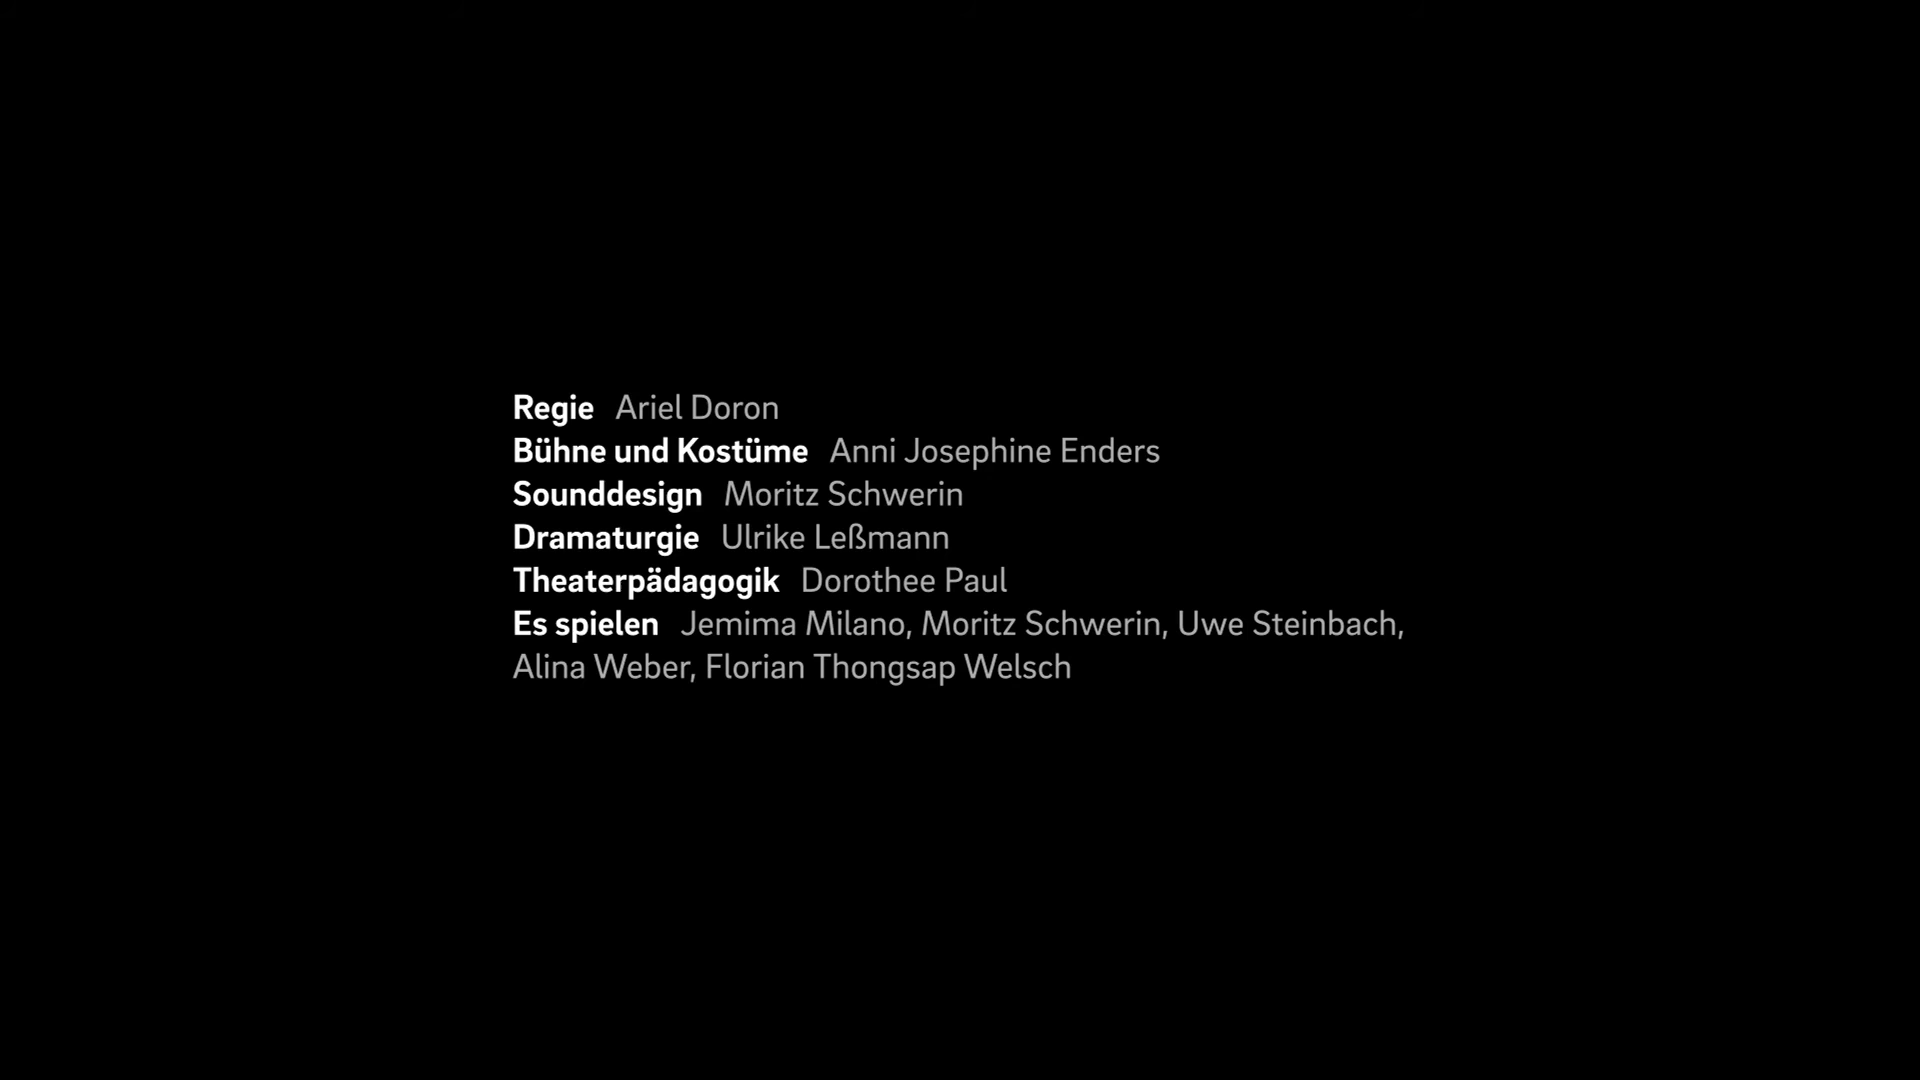 Regie Ariel Doron
Bühne und Kostüme Anni Josephine Enders
Sounddesign Moritz Schwerin
Dramaturgie Ulrike Leßmann
Theaterpädagogik Dorothee Paul
Es spielen Jemima Milano, Moritz Schwerin, Uwe Steinbach,
Alina Weber, Florian Thongsap Welsch